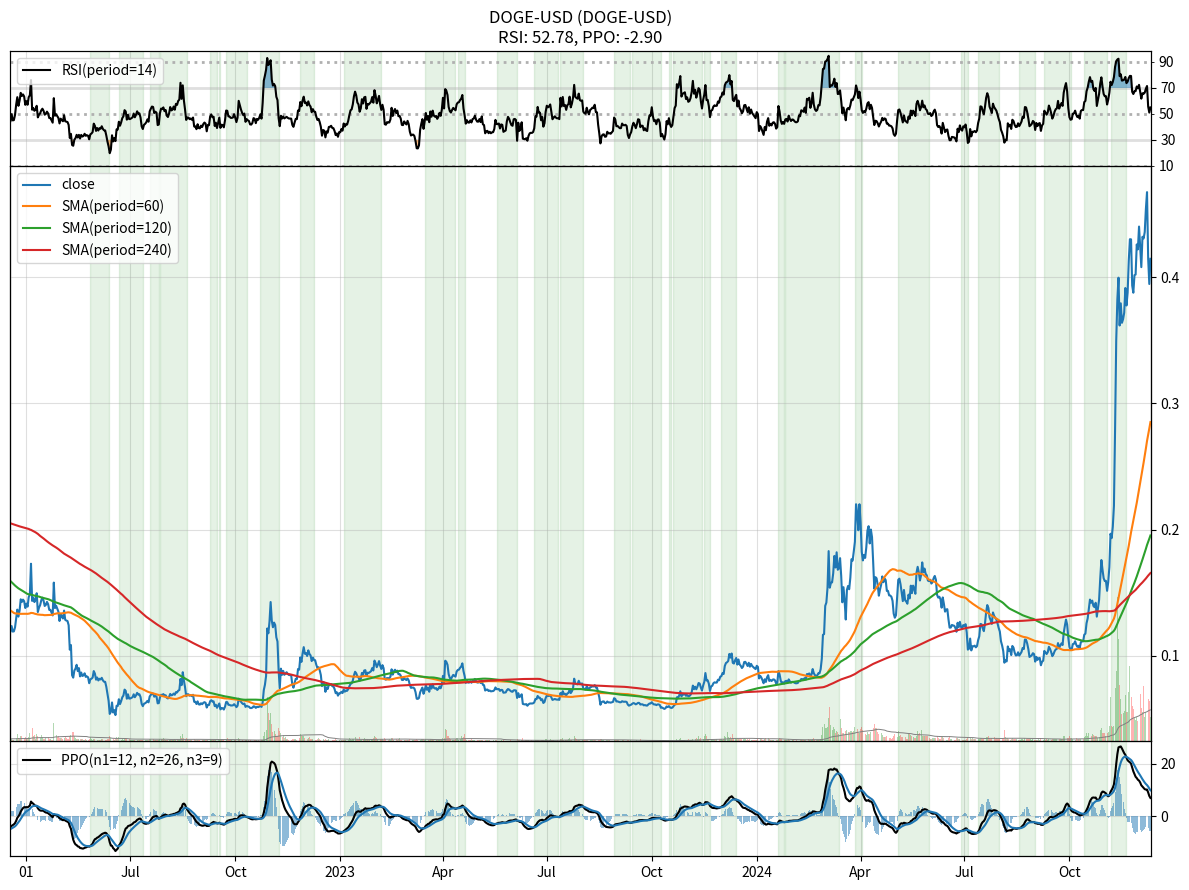 DOGE-USD (DOGE-USD)
RSI: 52.78, PPO: -2.90
RSI(period=14)
90
70
50
30
10
close
SMA(period=60)
SMA(period=120)
SMA(period=240)
0.4
0.3
0.2
0.1
PPO(n1=12, n2=26, n3=9)
20
0
01 Jul Oct 2023 Apr Jul Oct 2024 Apr Jul Oct